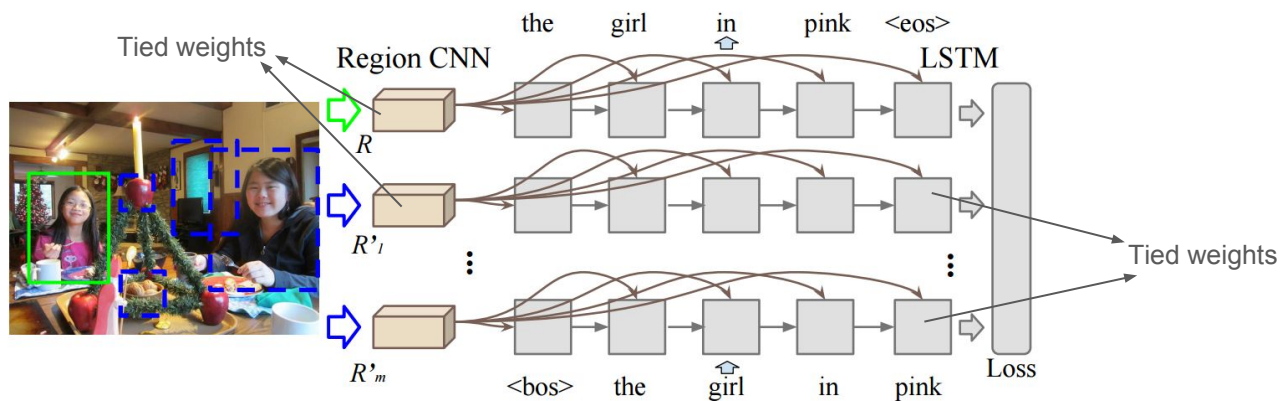 the girl in pink <eos>
Tied weights
Region CNN
LSTM
R
R'1
R'm
Tied weights
Loss
<bos> the girl in pink